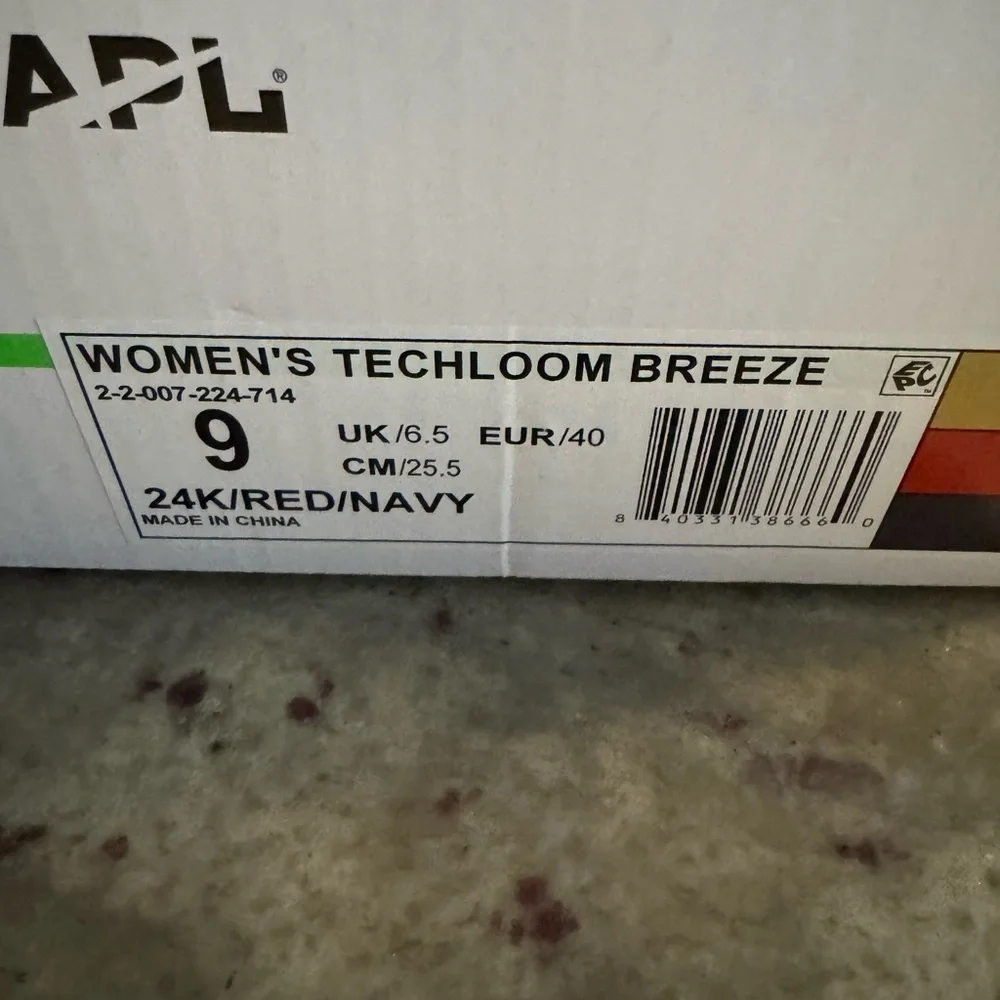 APL®
WOMEN'S TECHLOOM BREEZE
EPC™
2-2-007-224-714
9 UK/6.5 EUR/40
CM/25.5
24K/RED/NAVY
MADE IN CHINA
8 40331 38666 0